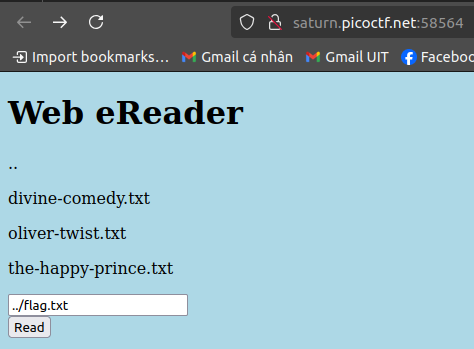 saturn.picoctf.net:58564
Import bookmarks... Gmail cá nhân Gmail UIT Faceboo
Web eReader
..
divine-comedy.txt
oliver-twist.txt
the-happy-prince.txt
../flag.txt
Read